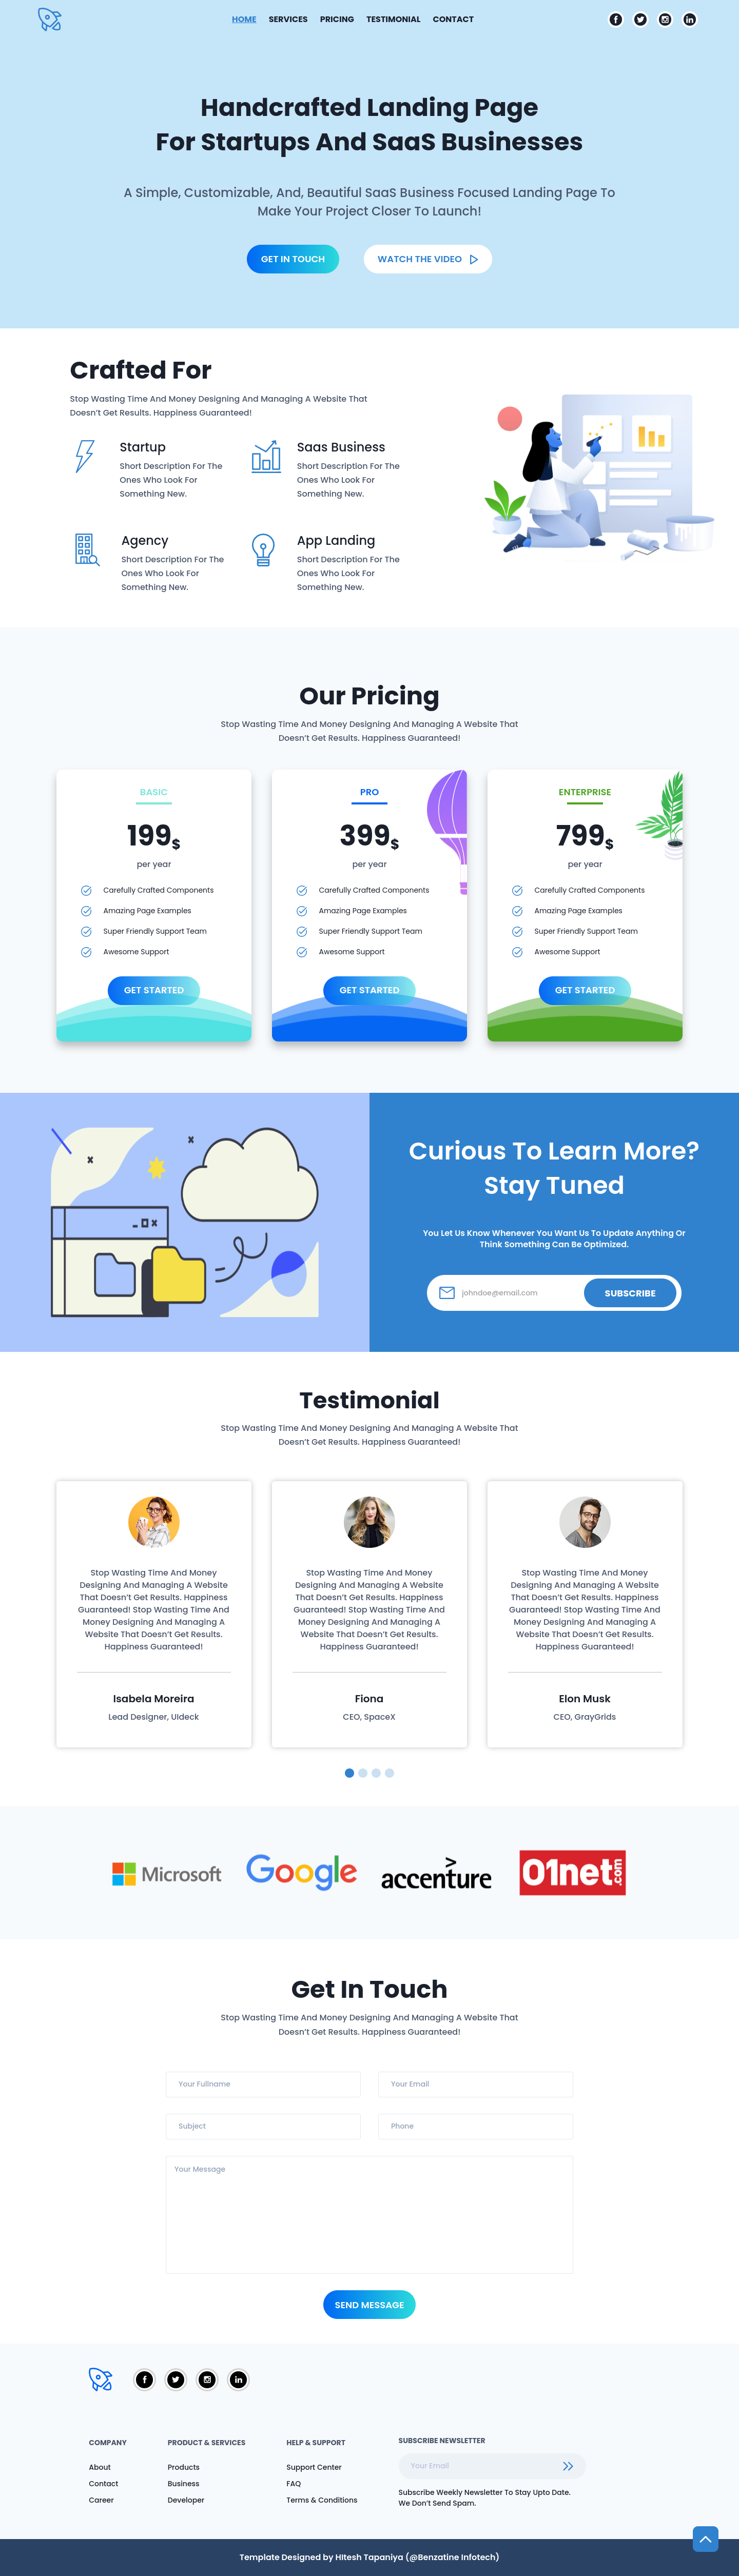 HOME SERVICES PRICING TESTIMONIAL CONTACT
Handcrafted Landing Page
For Startups And SaaS Businesses
A Simple, Customizable, And, Beautiful SaaS Business Focused Landing Page To
Make Your Project Closer To Launch!
GET IN TOUCH
WATCH THE VIDEO
Crafted For
Stop Wasting Time And Money Designing And Managing A Website That
Doesn't Get Results. Happiness Guaranteed!
Startup
Short Description For The
Ones Who Look For
Something New.
Saas Business
Short Description For The
Ones Who Look For
Something New.
Agency
Short Description For The
Ones Who Look For
Something New.
App Landing
Short Description For The
Ones Who Look For
Something New.
Our Pricing
Stop Wasting Time And Money Designing And Managing A Website That
Doesn't Get Results. Happiness Guaranteed!
BASIC
199$
per year
Carefully Crafted Components
Amazing Page Examples
Super Friendly Support Team
Awesome Support
GET STARTED
PRO
399$
per year
Carefully Crafted Components
Amazing Page Examples
Super Friendly Support Team
Awesome Support
GET STARTED
ENTERPRISE
799$
per year
Carefully Crafted Components
Amazing Page Examples
Super Friendly Support Team
Awesome Support
GET STARTED
Curious To Learn More?
Stay Tuned
You Let Us Know Whenever You Want Us To Update Anything Or
Think Something Can Be Optimized.
johndoe@email.com
SUBSCRIBE
Testimonial
Stop Wasting Time And Money Designing And Managing A Website That
Doesn't Get Results. Happiness Guaranteed!
Stop Wasting Time And Money
Designing And Managing A Website
That Doesn't Get Results. Happiness
Guaranteed! Stop Wasting Time And
Money Designing And Managing A
Website That Doesn't Get Results.
Happiness Guaranteed!
Isabela Moreira
Lead Designer, UIdeck
Stop Wasting Time And Money
Designing And Managing A Website
That Doesn't Get Results. Happiness
Guaranteed! Stop Wasting Time And
Money Designing And Managing A
Website That Doesn't Get Results.
Happiness Guaranteed!
Fiona
CEO, SpaceX
Stop Wasting Time And Money
Designing And Managing A Website
That Doesn't Get Results. Happiness
Guaranteed! Stop Wasting Time And
Money Designing And Managing A
Website That Doesn't Get Results.
Happiness Guaranteed!
Elon Musk
CEO, GrayGrids
Microsoft
Google
accenture
01net.com
Get In Touch
Stop Wasting Time And Money Designing And Managing A Website That
Doesn't Get Results. Happiness Guaranteed!
Your Fullname
Your Email
Subject
Phone
Your Message
SEND MESSAGE
COMPANY
About
Contact
Career
PRODUCT & SERVICES
Products
Business
Developer
HELP & SUPPORT
Support Center
FAQ
Terms & Conditions
SUBSCRIBE NEWSLETTER
Your Email
Subscribe Weekly Newsletter To Stay Upto Date.
We Don't Send Spam.
Template Designed by HItesh Tapaniya (@Benzatine Infotech)